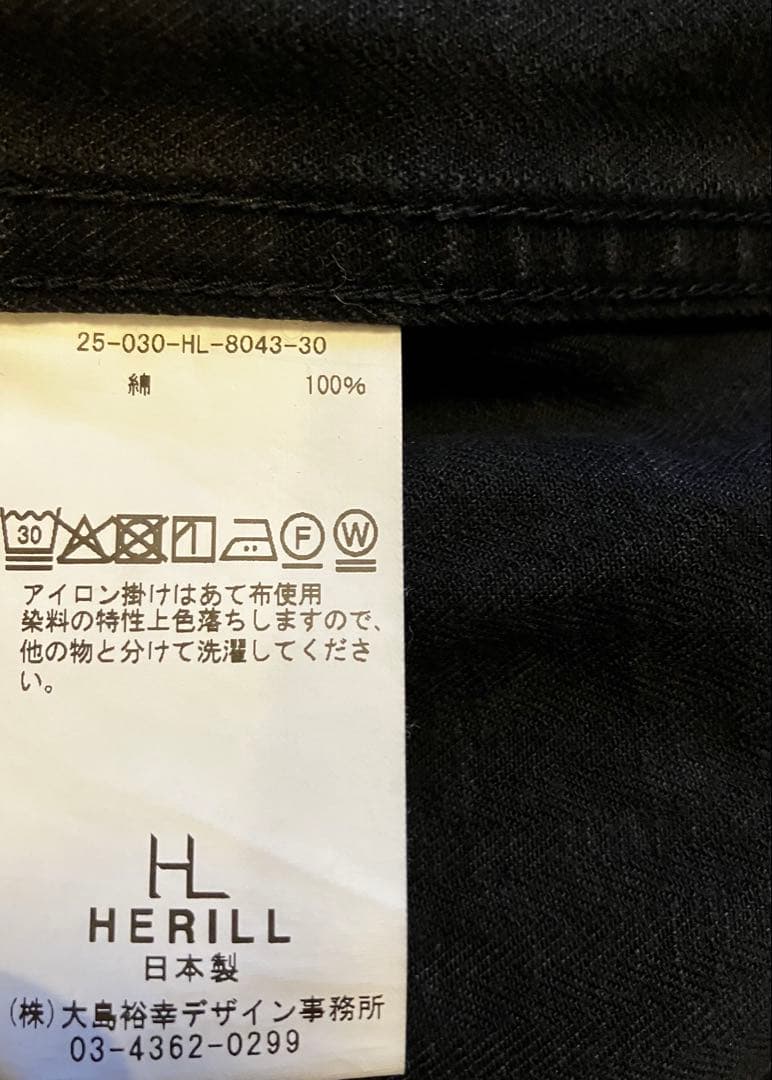 25-030-HL-8043-30
綿 100%
30 F W
アイロン掛けはあて布使用
染料の特性上色落ちしますので、
他の物と分けて洗濯してくださ
い。
HL
HERILL
日本製
(株)大島裕幸デザイン事務所
03-4362-0299